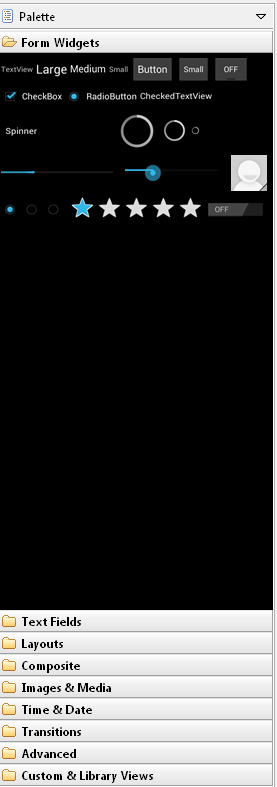 Palette
Form Widgets
TextView Large Medium Small Button Small OFF
CheckBox RadioButton CheckedTextView
Spinner
OFF
Text Fields
Layouts
Composite
Images & Media
Time & Date
Transitions
Advanced
Custom & Library Views